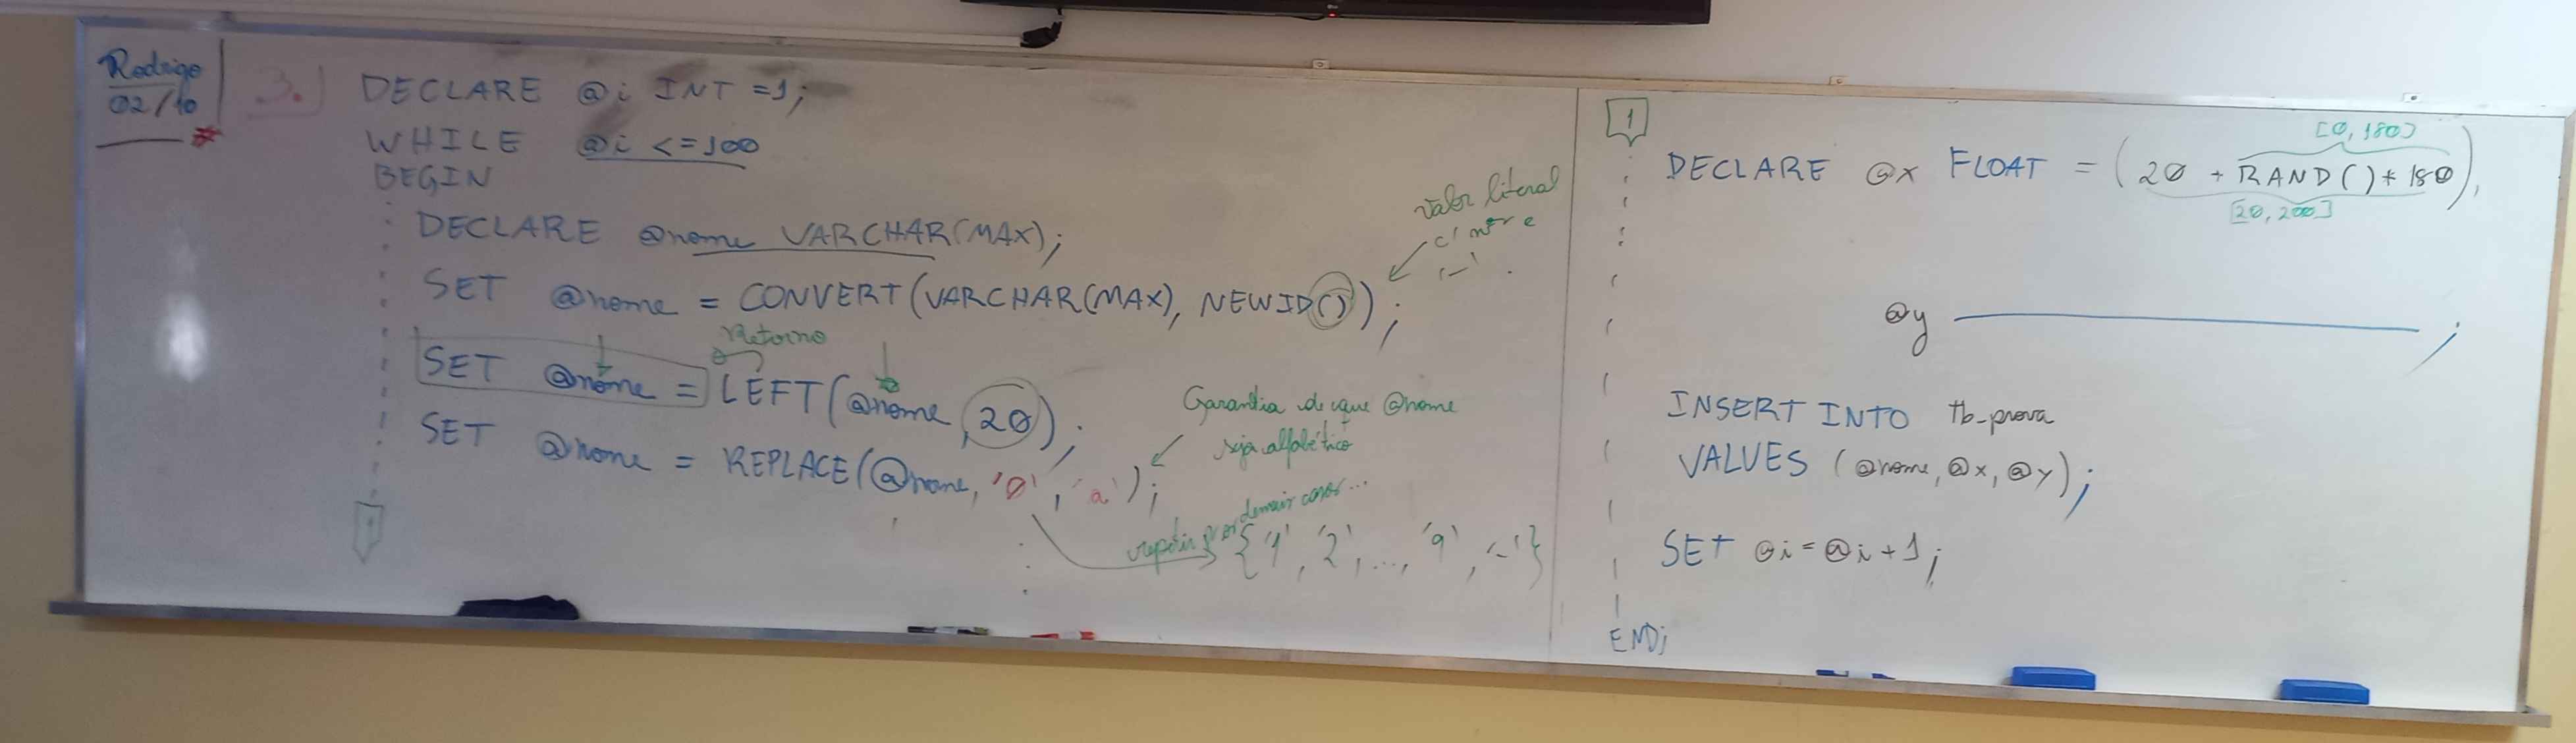 Rodrigo
02/10
3.)
DECLARE @i INT = 1;
WHILE @i <= 100
BEGIN
DECLARE @nome VARCHAR(MAX);
SET @nome = CONVERT(VARCHAR(MAX), NEWID());
valor literal
c/ ntre
'-'
Retorno
SET @nome = LEFT(@nome, 20);
SET @nome = REPLACE(@nome, '0', 'a');
Garantia de que @nome
seja alfabético
repetir p/ demais casos...
{'1', '2', ..., '9', '-'}
1
1
[0, 180]
DECLARE @x FLOAT = (20 + RAND() * 180),
[20, 200]
@y ;
INSERT INTO tb_prova
VALUES (@nome, @x, @y);
SET @i = @i + 1;
END;